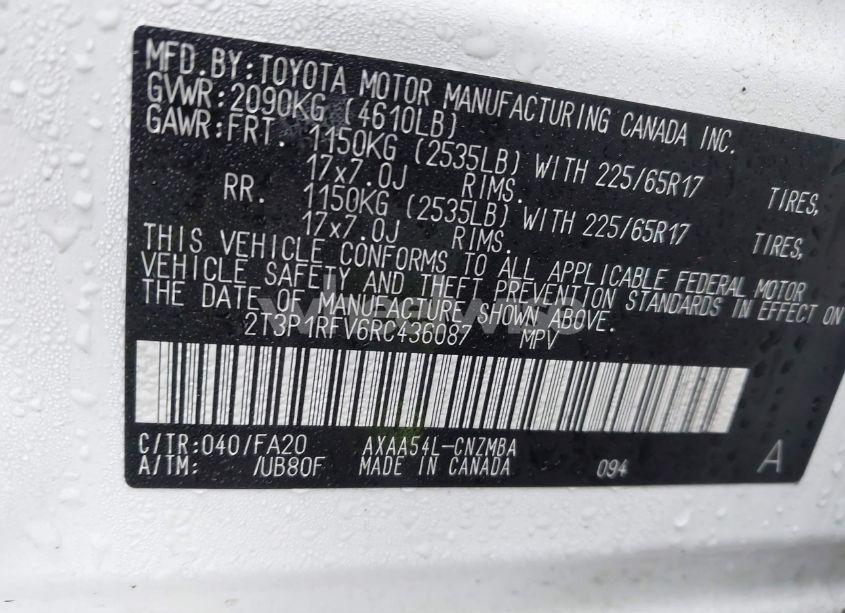 MFD.BY:TOYOTA MOTOR MANUFACTURING CANADA INC.
GVWR:2090KG (4610LB)
GAWR:FRT. 1150KG (2535LB) WITH 225/65R17 TIRES,
17x7.0J RIMS.
RR. 1150KG (2535LB) WITH 225/65R17 TIRES,
17x7.0J RIMS.
THIS VEHICLE CONFORMS TO ALL APPLICABLE FEDERAL MOTOR
VEHICLE SAFETY AND THEFT PREVENTION STANDARDS IN EFFECT ON
THE DATE OF MANUFACTURE SHOWN ABOVE.
2T3P1RFV6RC436087 MPV
C/TR:040/FA20 AXAA54L-CNZMBA
A/TM: /UB80F MADE IN CANADA 094 A